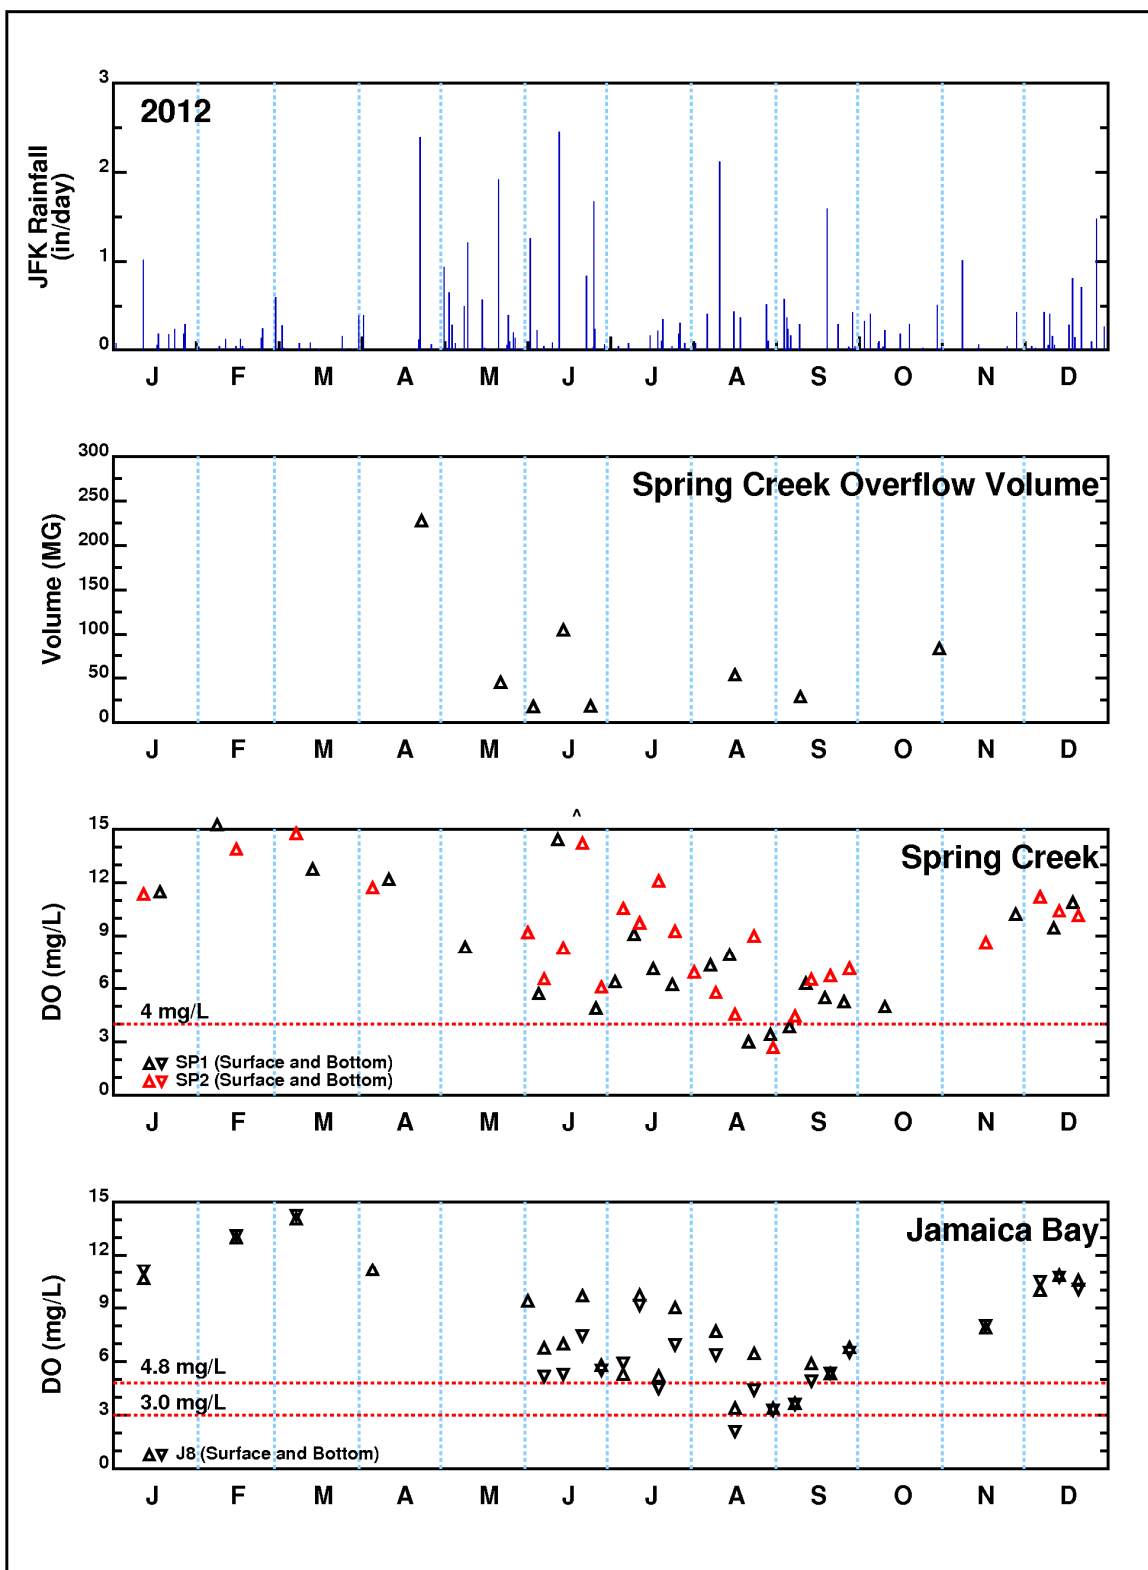 2012
JFK Rainfall
(in/day)
3
2
1
0
J F M A M J J A S O N D
Spring Creek Overflow Volume
Volume (MG)
300
250
200
150
100
50
0
J F M A M J J A S O N D
^
Spring Creek
DO (mg/L)
15
12
9
6
3
0
4 mg/L
SP1 (Surface and Bottom)
SP2 (Surface and Bottom)
J F M A M J J A S O N D
Jamaica Bay
DO (mg/L)
15
12
9
6
3
0
4.8 mg/L
3.0 mg/L
J8 (Surface and Bottom)
J F M A M J J A S O N D